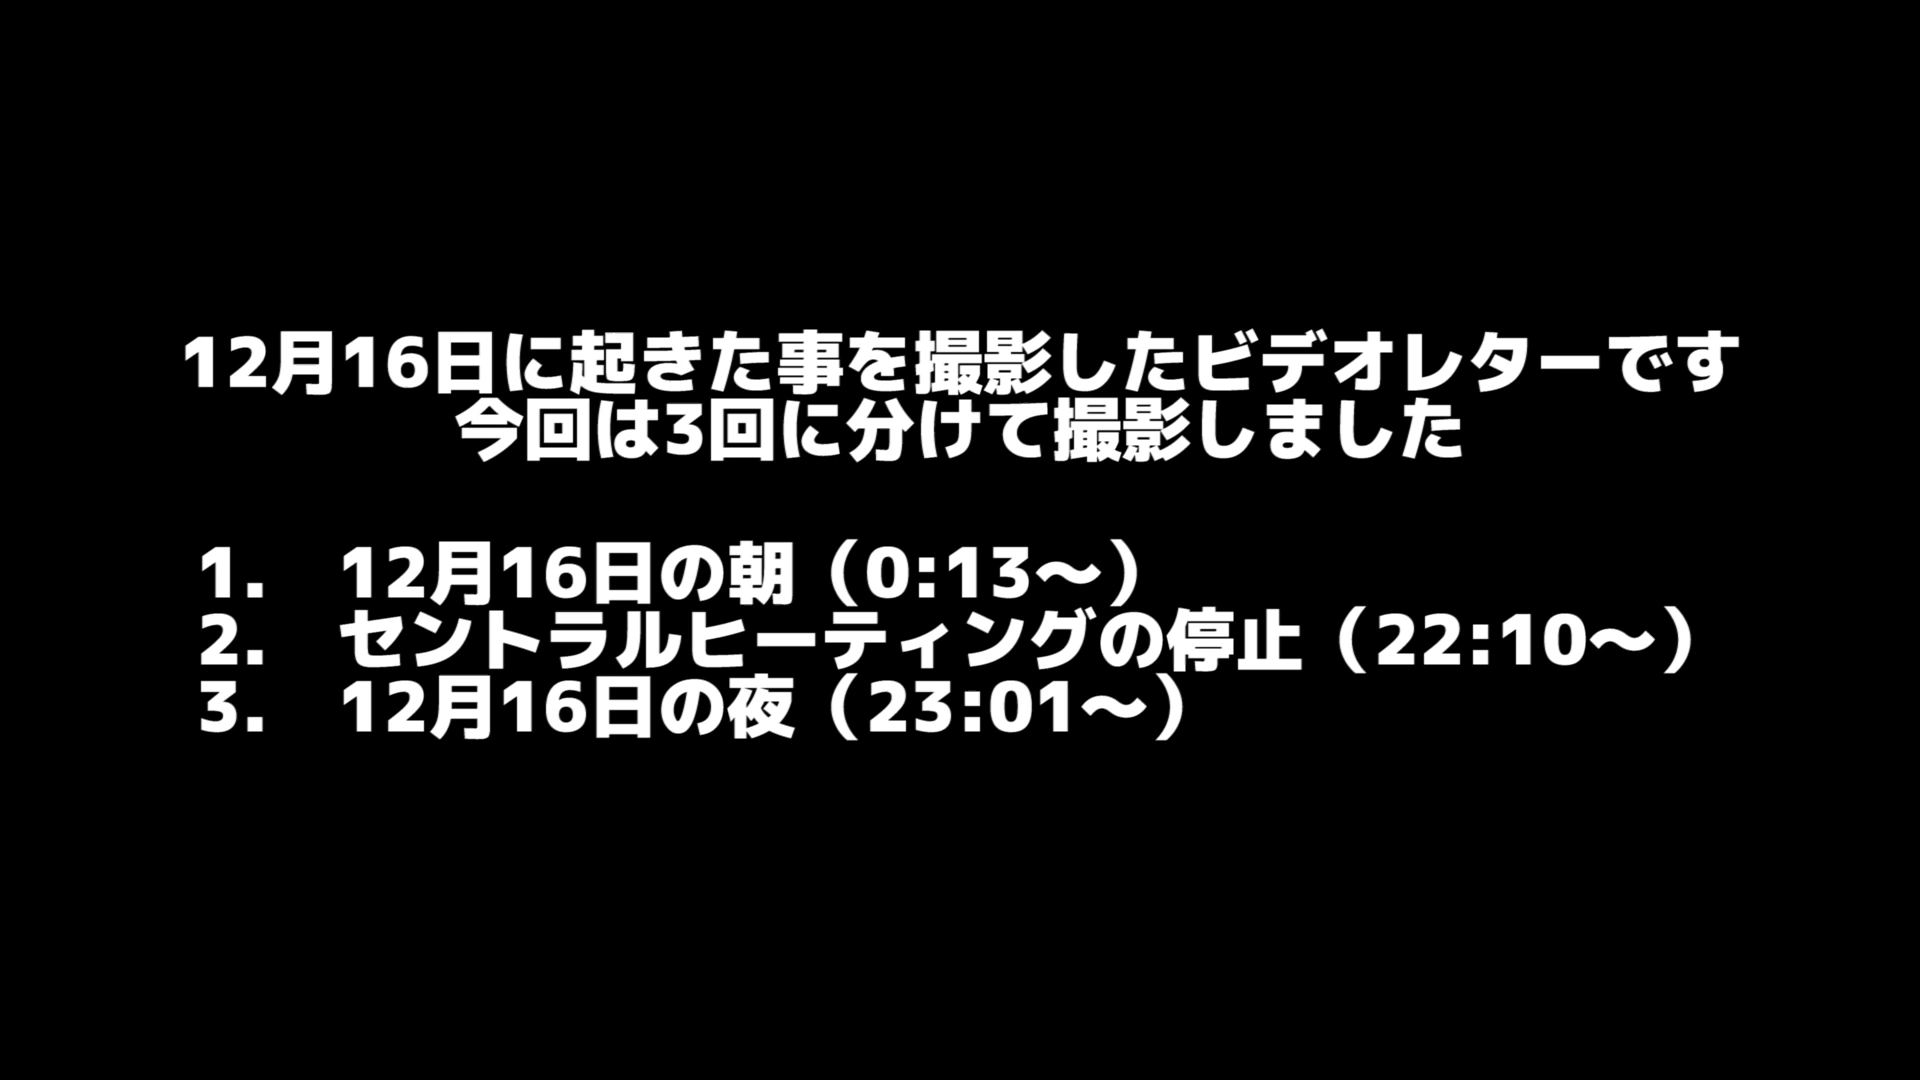 12月16日に起きた事を撮影したビデオレターです
今回は3回に分けて撮影しました
1.　12月16日の朝（0:13～）
2.　セントラルヒーティングの停止（22:10～）
3.　12月16日の夜（23:01～）